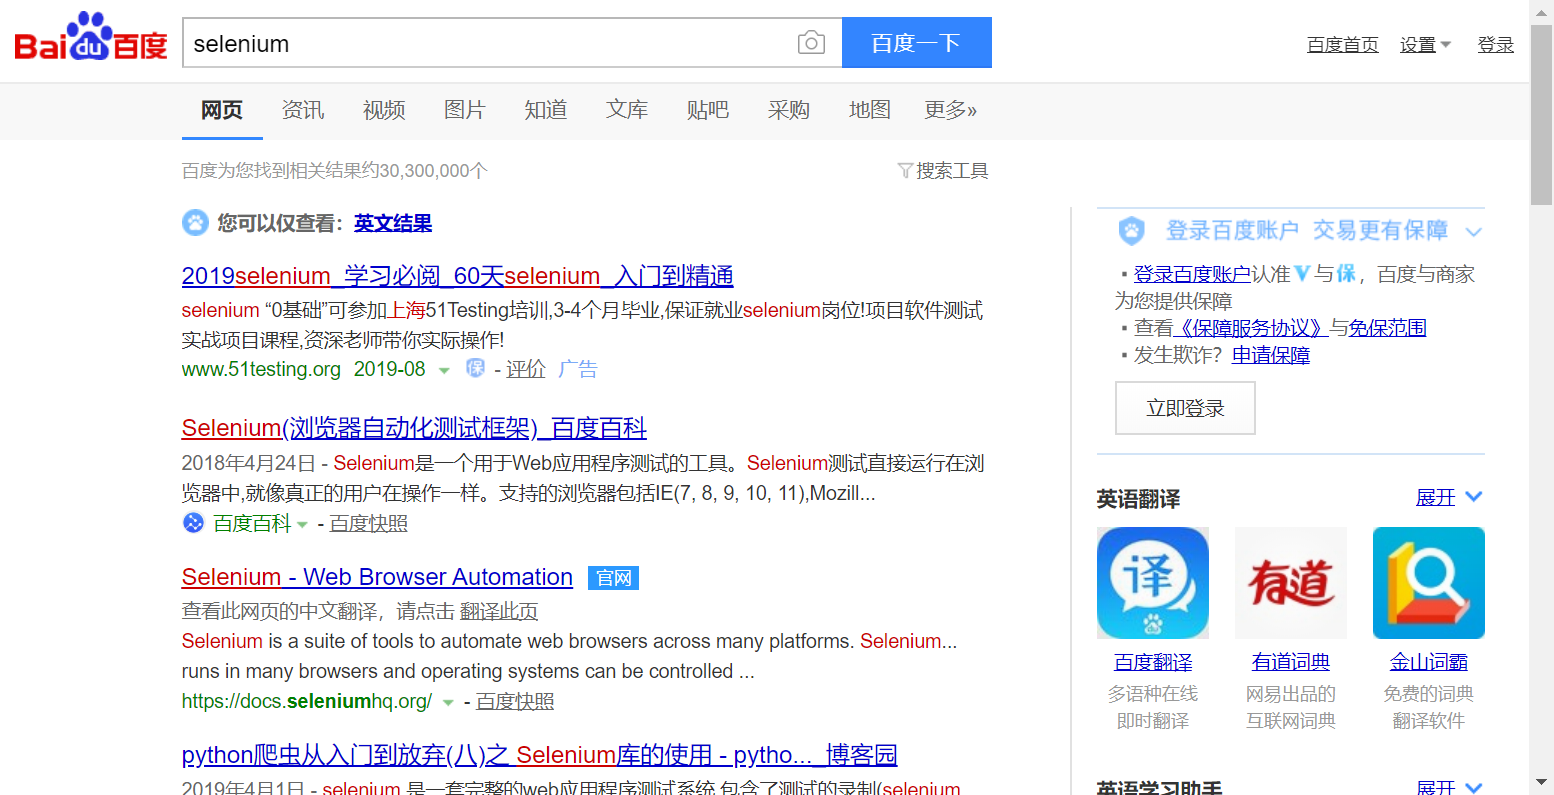 Baidu百度
selenium
百度一下
百度首页 设置 登录
网页 资讯 视频 图片 知道 文库 贴吧 采购 地图 更多»
百度为您找到相关结果约30,300,000个
搜索工具
您可以仅查看：英文结果
2019selenium_学习必阅_60天selenium_入门到精通
selenium “0基础”可参加上海51Testing培训,3-4个月毕业,保证就业selenium岗位!项目软件测试
实战项目课程,资深老师带你实际操作!
www.51testing.org 2019-08 保 - 评价 广告
Selenium(浏览器自动化测试框架)_百度百科
2018年4月24日 - Selenium是一个用于Web应用程序测试的工具。Selenium测试直接运行在浏
览器中,就像真正的用户在操作一样。支持的浏览器包括IE(7, 8, 9, 10, 11),Mozill...
百度百科 - 百度快照
Selenium - Web Browser Automation 官网
查看此网页的中文翻译，请点击 翻译此页
Selenium is a suite of tools to automate web browsers across many platforms. Selenium...
runs in many browsers and operating systems can be controlled ...
https://docs.seleniumhq.org/ - 百度快照
python爬虫从入门到放弃(八)之 Selenium库的使用 - pytho..._博客园
2019年4月1日 - selenium 是一套完整的web应用程序测试系统,包含了测试的录制(selenium
登录百度账户 交易更有保障
▪ 登录百度账户认准V与保，百度与商家
为您提供保障
▪ 查看《保障服务协议》与免保范围
▪ 发生欺诈？申请保障
立即登录
英语翻译 展开
译 有道
百度翻译 有道词典 金山词霸
多语种在线 网易出品的 免费的词典
即时翻译 互联网词典 翻译软件
英语学习助手 展开